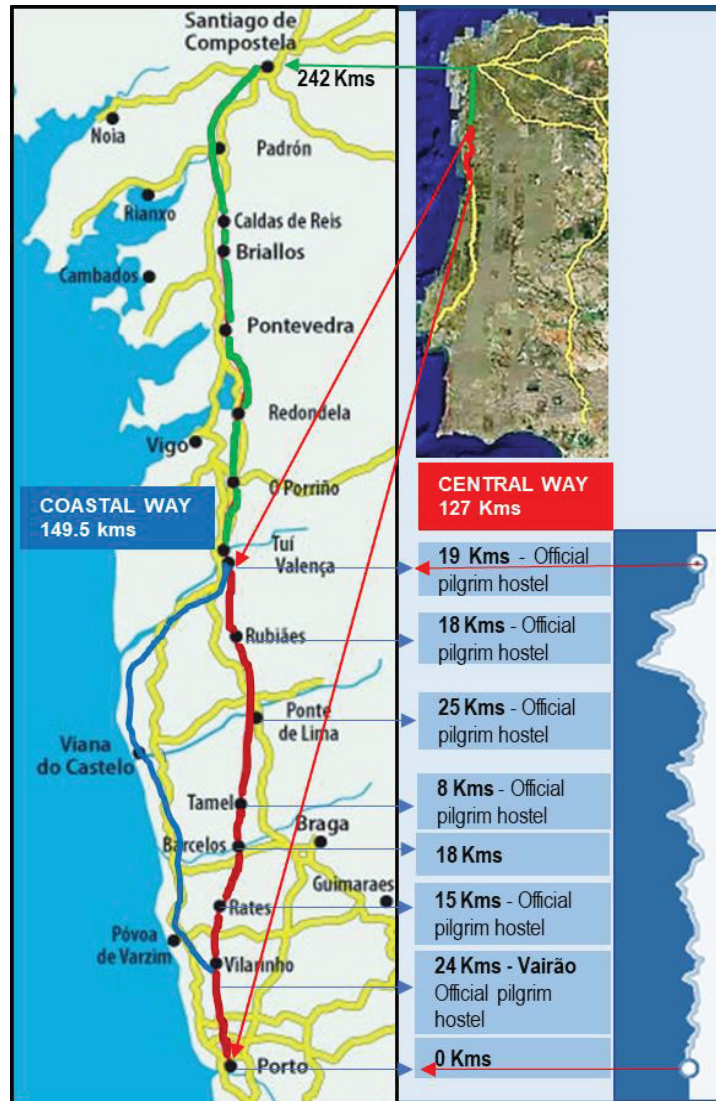 Santiago de
Compostela
242 Kms
Noia
Padrón
Rianxo
Caldas de Reis
Briallos
Cambados
Pontevedra
Redondela
Vigo
O Porriño
COASTAL WAY
149.5 kms
Tuí
Valença
Rubiães
Ponte
de Lima
Viana
do Castelo
Tamel
Braga
Barcelos
Guimaraes
Rates
Póvoa
de Varzim
Vilarinho
Porto
CENTRAL WAY
127 Kms
19 Kms - Official
pilgrim hostel
18 Kms - Official
pilgrim hostel
25 Kms - Official
pilgrim hostel
8 Kms - Official
pilgrim hostel
18 Kms
15 Kms - Official
pilgrim hostel
24 Kms - Vairão
Official pilgrim
hostel
0 Kms